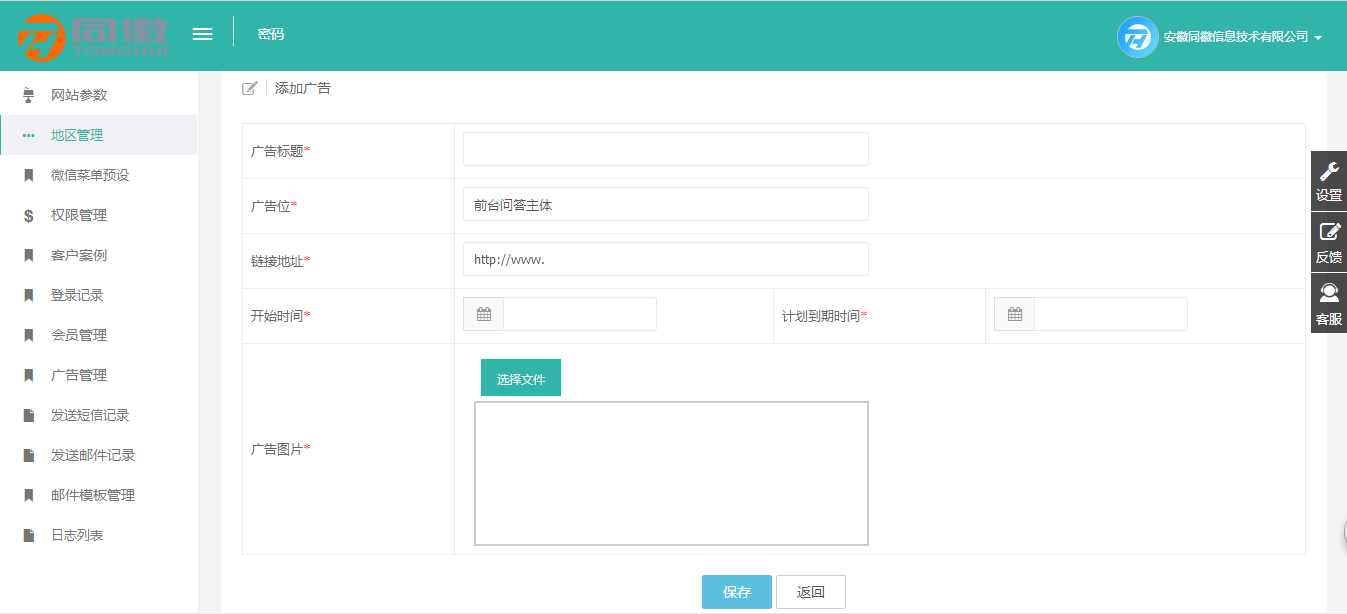 同徽
TONGHUI
密码
安徽同徽信息技术有限公司
网站参数
地区管理
微信菜单预设
$ 权限管理
客户案例
登录记录
会员管理
广告管理
发送短信记录
发送邮件记录
邮件模板管理
日志列表
添加广告
广告标题*
广告位* 前台问答主体
链接地址* http://www.
开始时间* 计划到期时间*
选择文件
广告图片*
保存 返回
设置
反馈
客服